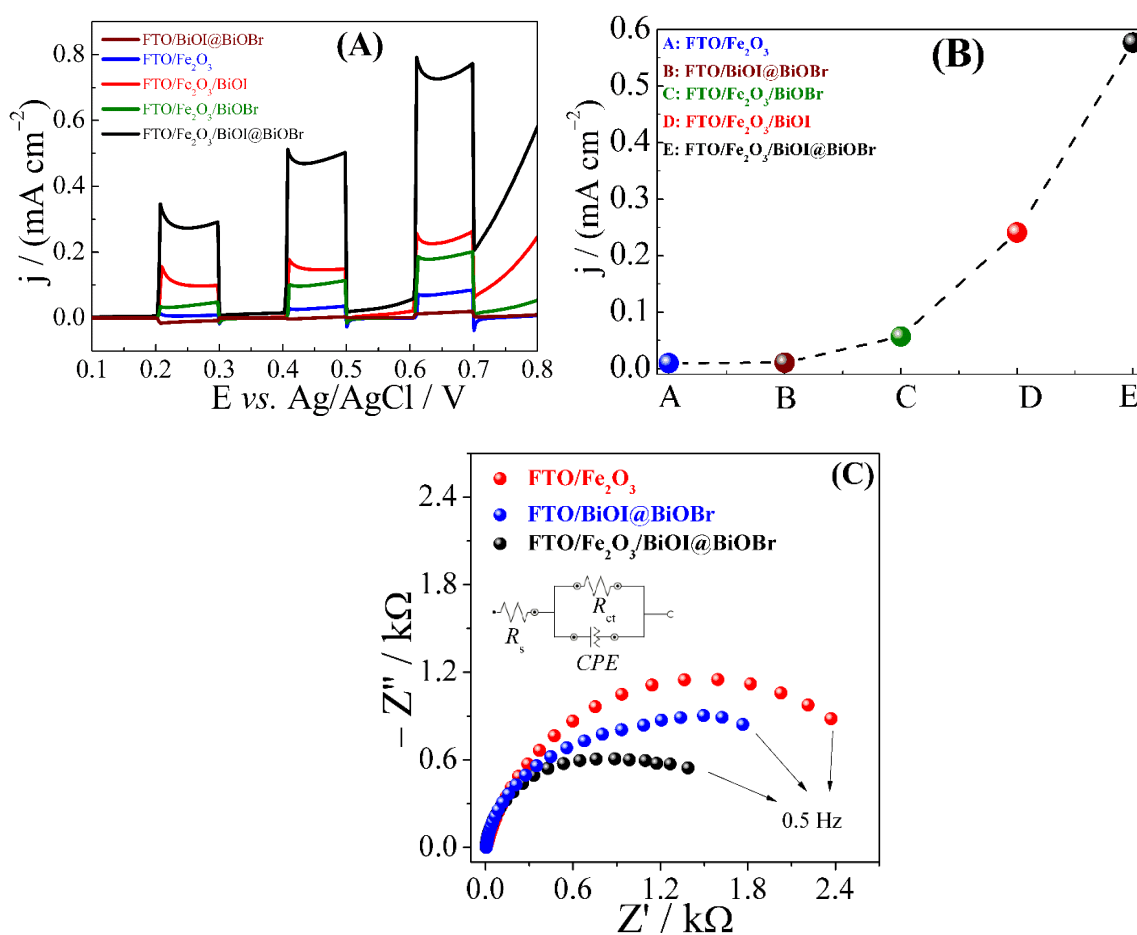 (A)
FTO/BiOI@BiOBr
FTO/Fe₂O₃
FTO/Fe₂O₃/BiOI
FTO/Fe₂O₃/BiOBr
FTO/Fe₂O₃/BiOI@BiOBr
j / (mA cm⁻²)
0.8
0.6
0.4
0.2
0.0
0.1 0.2 0.3 0.4 0.5 0.6 0.7 0.8
E vs. Ag/AgCl / V
(B)
A: FTO/Fe₂O₃
B: FTO/BiOI@BiOBr
C: FTO/Fe₂O₃/BiOBr
D: FTO/Fe₂O₃/BiOI
E: FTO/Fe₂O₃/BiOI@BiOBr
j / (mA cm⁻²)
0.6
0.5
0.4
0.3
0.2
0.1
0.0
A B C D E
(C)
FTO/Fe₂O₃
FTO/BiOI@BiOBr
FTO/Fe₂O₃/BiOI@BiOBr
Rs
Rct
CPE
0.5 Hz
− Z'' / kΩ
2.4
1.8
1.2
0.6
0.0
0.0 0.6 1.2 1.8 2.4
Z' / kΩ